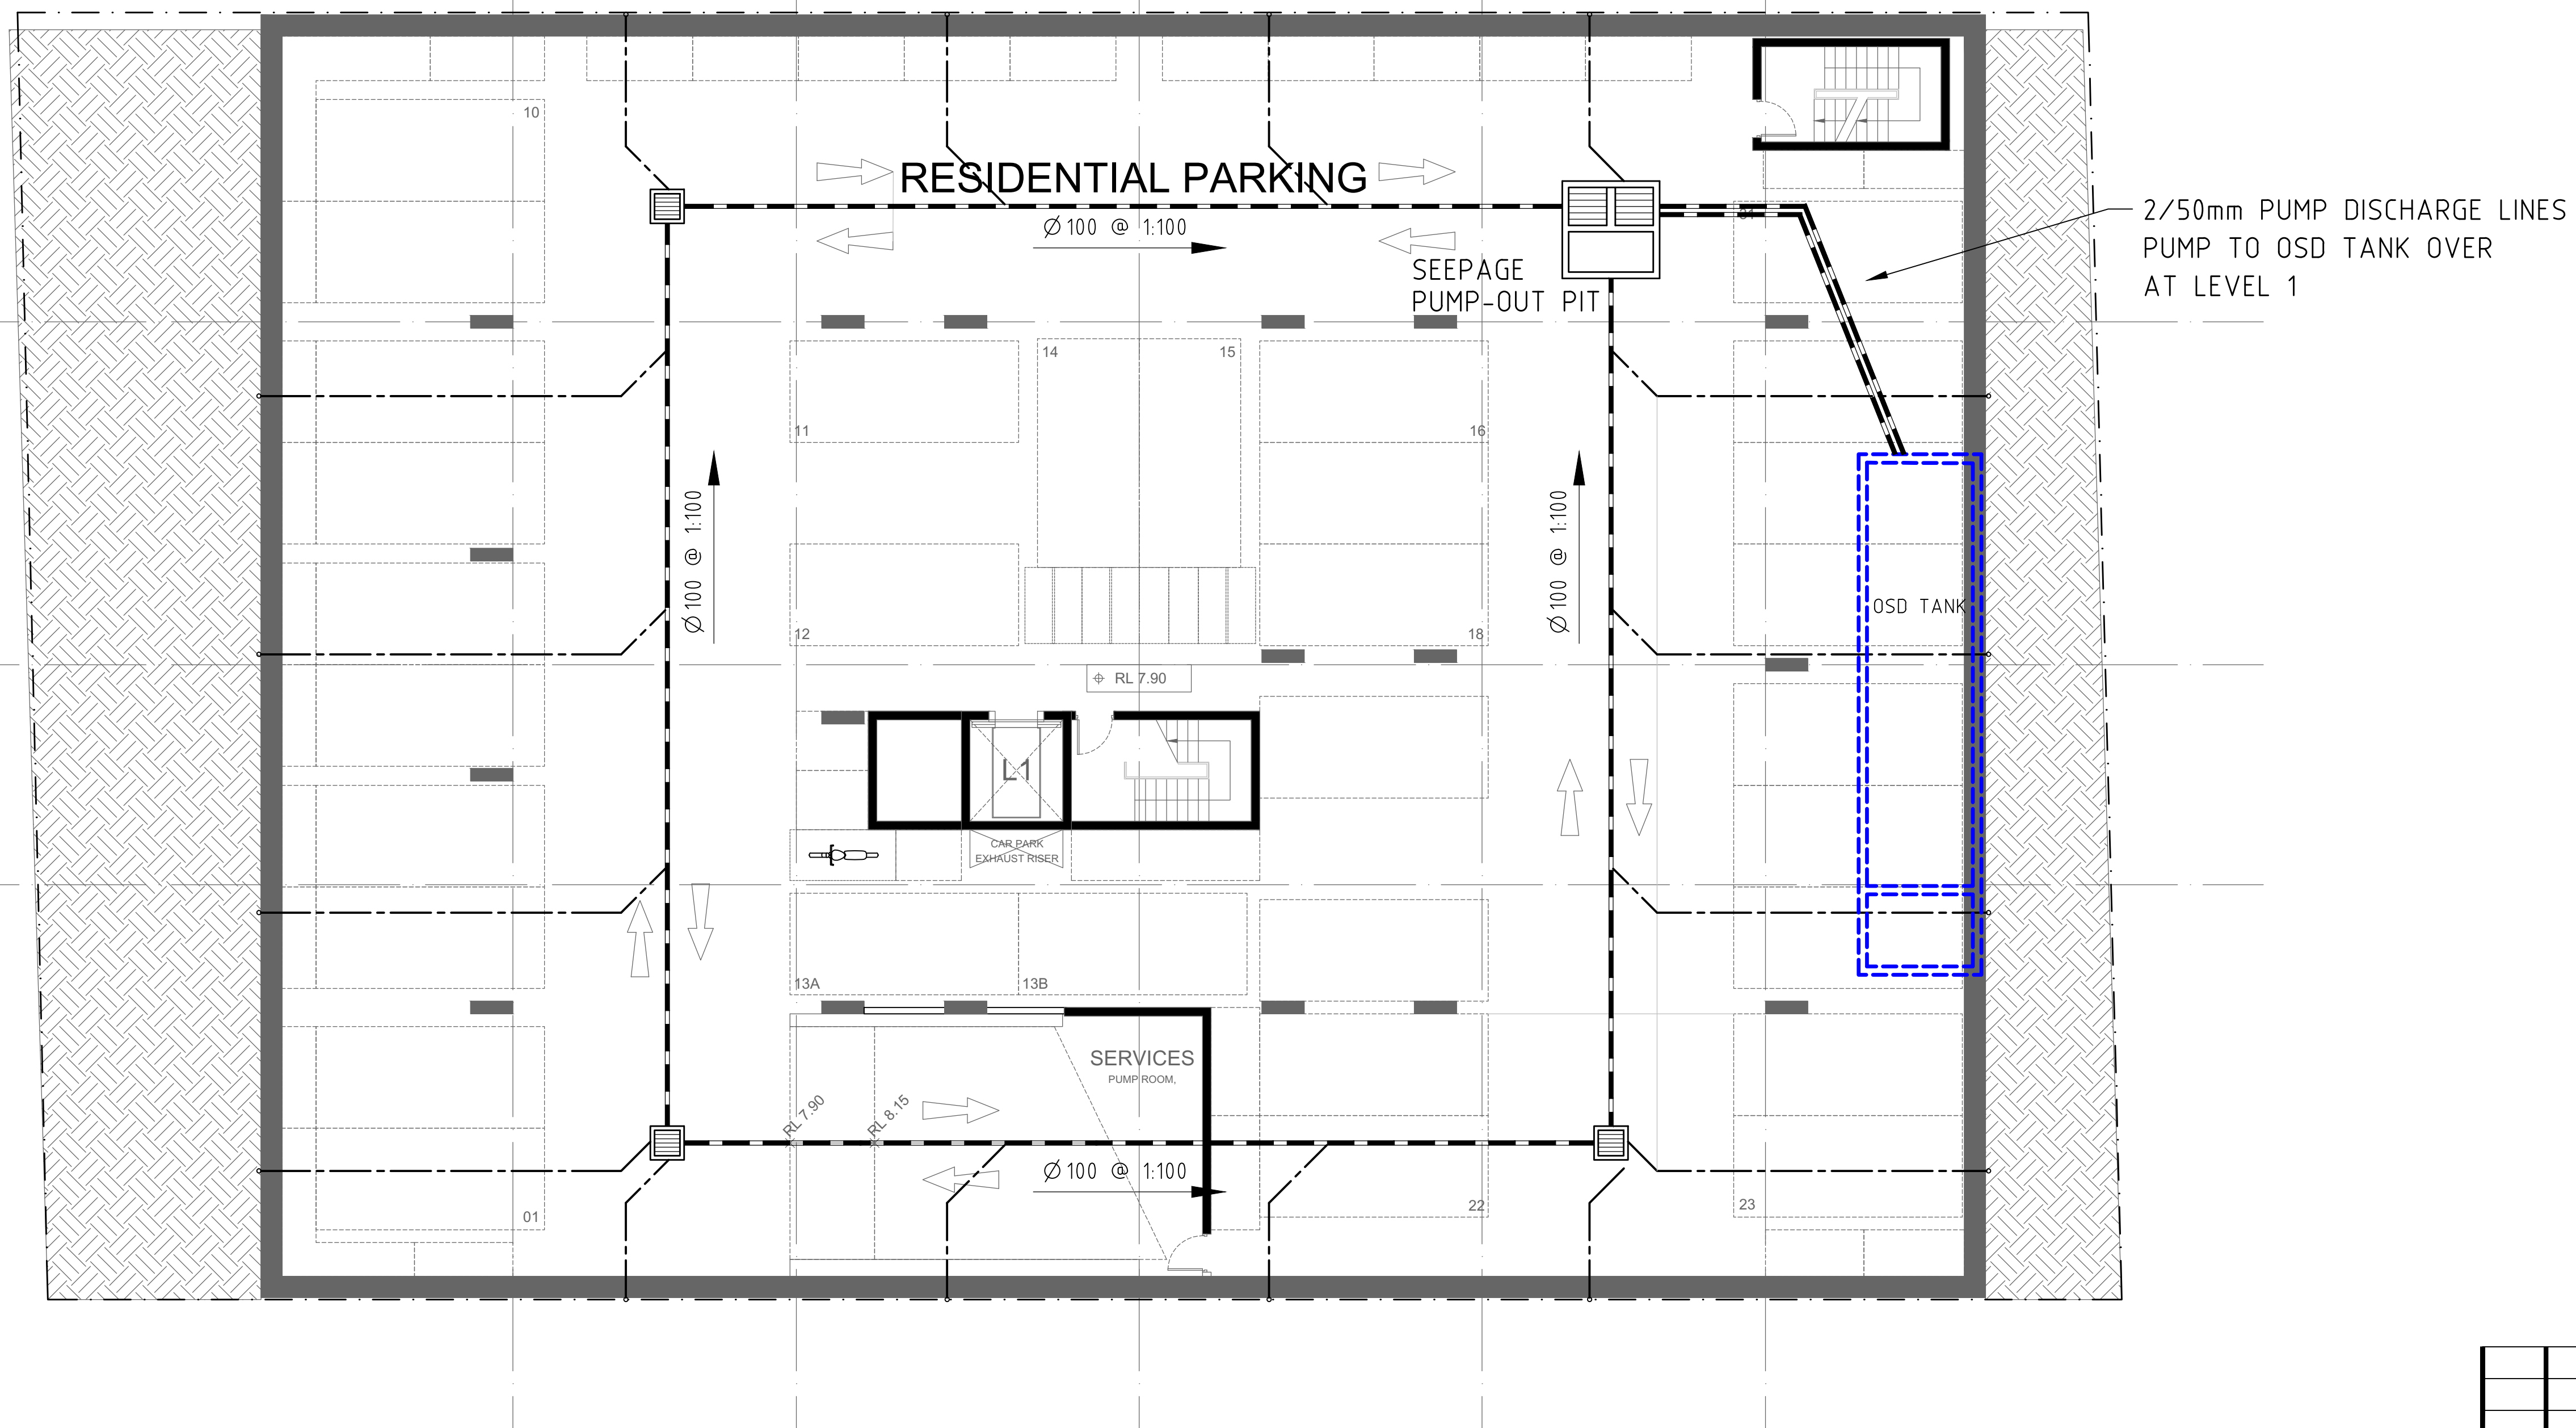 10
RESIDENTIAL PARKING
Ø100 @ 1:100
SEEPAGE
PUMP-OUT PIT
2/50mm PUMP DISCHARGE LINES
PUMP TO OSD TANK OVER
AT LEVEL 1
14
15
11
16
Ø100 @ 1:100
Ø100 @ 1:100
OSD TANK
12
18
RL 7.90
L1
CAR PARK
EXHAUST RISER
13A
13B
SERVICES
PUMP ROOM,
RL 7.90
RL 8.15
Ø100 @ 1:100
01
22
23